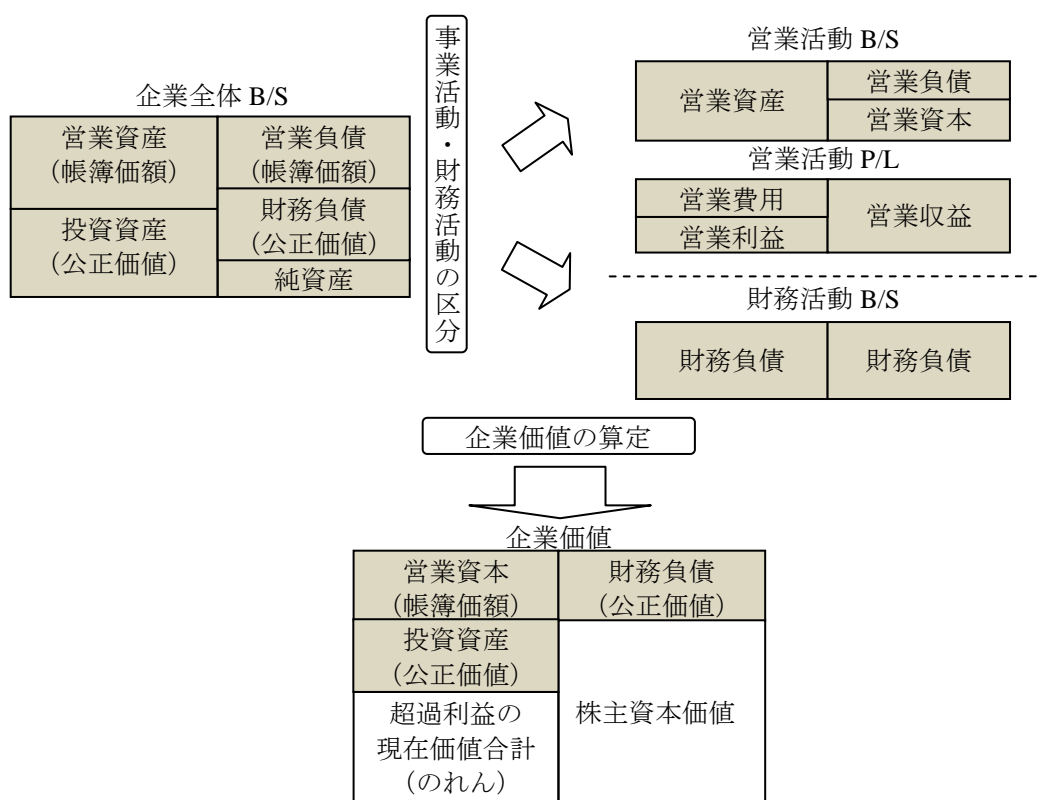 企業全体 B/S
営業資産
(帳簿価額)
営業負債
(帳簿価額)
投資資産
(公正価値)
財務負債
(公正価値)
純資産
事業活動・財務活動の区分
営業活動 B/S
営業資産
営業負債
営業資本
営業活動 P/L
営業費用
営業利益
営業収益
財務活動 B/S
財務負債
財務負債
企業価値の算定
企業価値
営業資本
(帳簿価額)
財務負債
(公正価値)
投資資産
(公正価値)
超過利益の
現在価値合計
(のれん)
株主資本価値